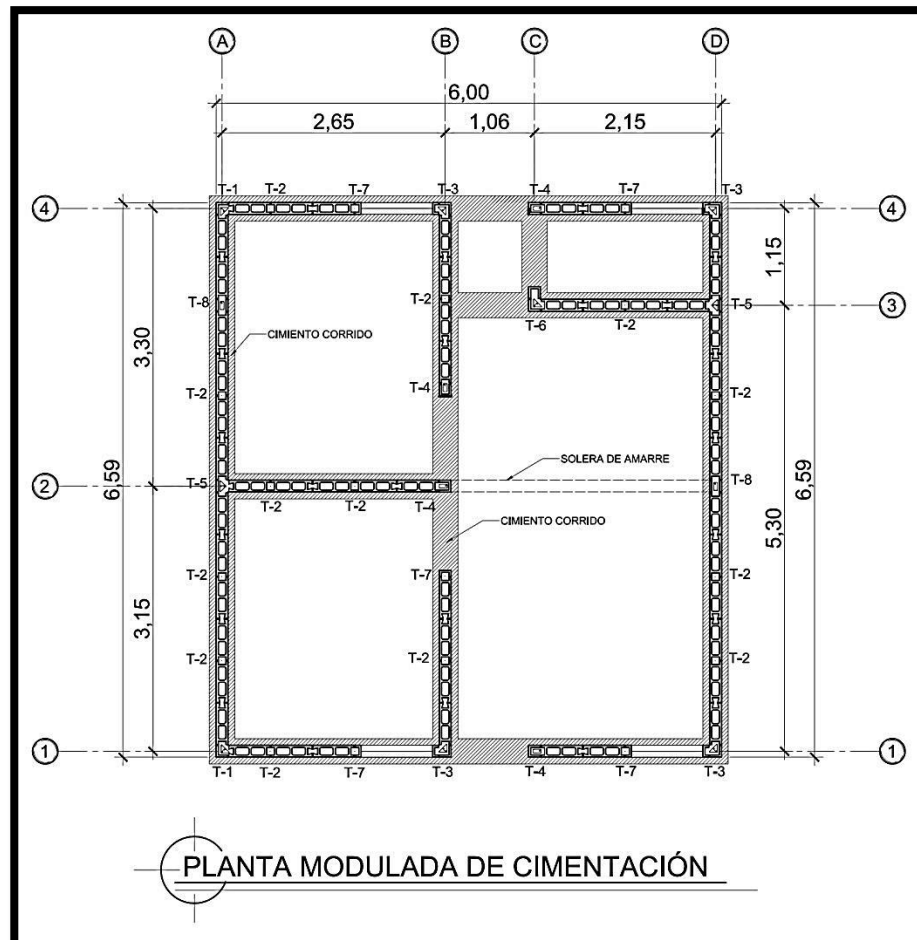 A B C D
6,00
2,65 1,06 2,15
T-1 T-2 T-7 T-3 T-4 T-7 T-3
4 4
1,15
T-8 T-2 T-5 3
T-6 T-2
CIMIENTO CORRIDO
3,30
T-4
T-2 T-2
SOLERA DE AMARRE
2 T-5 T-8
6,59 5,30 6,59
T-2 T-2 T-4
CIMIENTO CORRIDO
T-2 T-7 T-2
3,15
T-2 T-2 T-2
1 1
T-1 T-2 T-7 T-3 T-4 T-7 T-3
PLANTA MODULADA DE CIMENTACIÓN